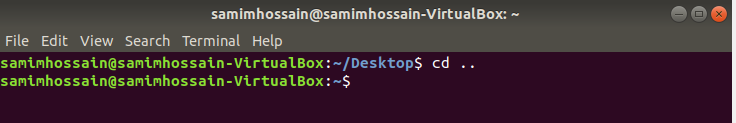 samimhossain@samimhossain-VirtualBox: ~
File Edit View Search Terminal Help
samimhossain@samimhossain-VirtualBox:~/Desktop$ cd ..
samimhossain@samimhossain-VirtualBox:~$